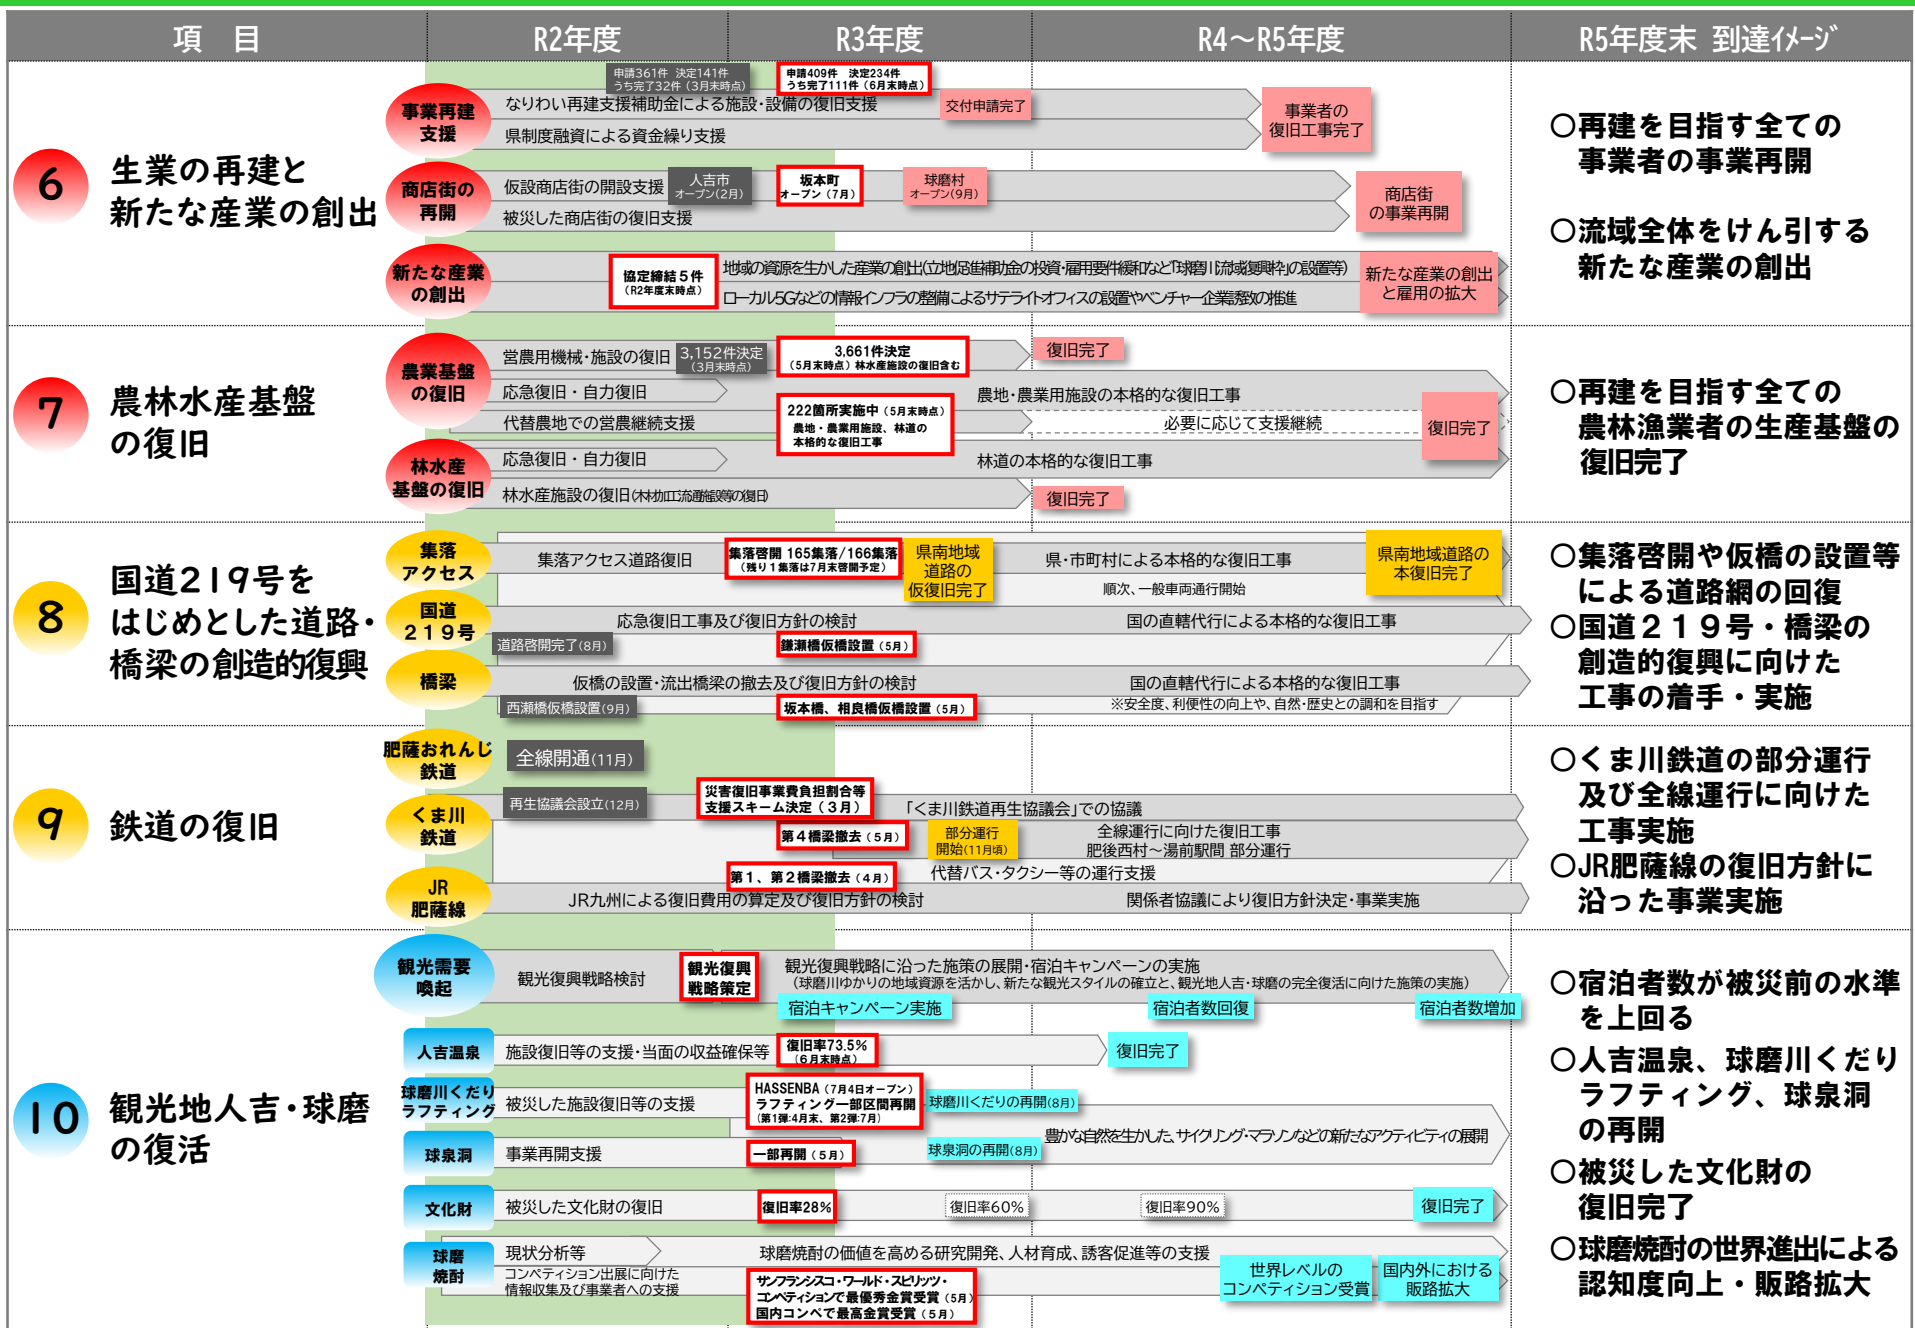 項　目
R2年度
R3年度
R4～R5年度
R5年度末 到達イメージ
6
生業の再建と
新たな産業の創出
事業再建
支援
申請361件 決定141件
うち完了32件（3月末時点）
申請409件　決定234件
うち完了111件（6月末時点）
なりわい再建支援補助金による施設・設備の復旧支援
交付申請完了
県制度融資による資金繰り支援
事業者の
復旧工事完了
商店街の
再開
仮設商店街の開設支援
人吉市
オープン(2月)
坂本町
オープン（7月）
球磨村
オープン(9月)
被災した商店街の復旧支援
商店街
の事業再開
新たな産業
の創出
協定締結５件
（R2年度末時点）
地域の資源を生かした産業の創出(立地促進補助金の投資・雇用要件緩和など「球磨川流域復興枠」の設置等)
ローカル5Gなどの情報インフラの整備によるサテライトオフィスの設置やベンチャー企業誘致の推進
新たな産業の創出
と雇用の拡大
〇再建を目指す全ての
事業者の事業再開
〇流域全体をけん引する
新たな産業の創出
7
農林水産基盤
の復旧
農業基盤
の復旧
営農用機械・施設の復旧
3,152件決定
（3月末時点）
3,661件決定
（5月末時点）林水産施設の復旧含む
復旧完了
応急復旧・自力復旧
農地・農業用施設の本格的な復旧工事
代替農地での営農継続支援
222箇所実施中（5月末時点）
農地・農業用施設、林道の
本格的な復旧工事
必要に応じて支援継続
復旧完了
林水産
基盤の復旧
応急復旧・自力復旧
林道の本格的な復旧工事
林水産施設の復旧(木材加工流通施設等の復旧)
復旧完了
〇再建を目指す全ての
農林漁業者の生産基盤の
復旧完了
8
国道219号を
はじめとした道路・
橋梁の創造的復興
集落
アクセス
集落アクセス道路復旧
集落啓開 165集落/166集落
（残り１集落は7月末啓開予定）
県南地域
道路の
仮復旧完了
県・市町村による本格的な復旧工事
順次、一般車両通行開始
県南地域道路の
本復旧完了
国道
２１９号
応急復旧工事及び復旧方針の検討
国の直轄代行による本格的な復旧工事
道路啓開完了(8月)
鎌瀬橋仮橋設置（5月）
橋梁
仮橋の設置・流出橋梁の撤去及び復旧方針の検討
国の直轄代行による本格的な復旧工事
西瀬橋仮橋設置(9月)
坂本橋、相良橋仮橋設置（5月）
※安全度、利便性の向上や、自然・歴史との調和を目指す
〇集落啓開や仮橋の設置等
による道路網の回復
〇国道２１９号・橋梁の
創造的復興に向けた
工事の着手・実施
9
鉄道の復旧
肥薩おれんじ
鉄道
全線開通(11月)
くま川
鉄道
再生協議会設立(12月)
災害復旧事業費負担割合等
支援スキーム決定（３月）
「くま川鉄道再生協議会」での協議
第４橋梁撤去（５月）
部分運行
開始(11月頃)
全線運行に向けた復旧工事
肥後西村～湯前駅間 部分運行
第１、第２橋梁撤去（４月）
代替バス・タクシー等の運行支援
JR
肥薩線
JR九州による復旧費用の算定及び復旧方針の検討
関係者協議により復旧方針決定・事業実施
〇くま川鉄道の部分運行
及び全線運行に向けた
工事実施
〇JR肥薩線の復旧方針に
沿った事業実施
10
観光地人吉・球磨
の復活
観光需要
喚起
観光復興戦略検討
観光復興
戦略策定
観光復興戦略に沿った施策の展開・宿泊キャンペーンの実施
（球磨川ゆかりの地域資源を活かし、新たな観光スタイルの確立と、観光地人吉・球磨の完全復活に向けた施策の実施）
宿泊キャンペーン実施
宿泊者数回復
宿泊者数増加
人吉温泉
施設復旧等の支援・当面の収益確保等
復旧率73.5%
（６月末時点）
復旧完了
球磨川くだり
ラフティング
被災した施設復旧等の支援
HASSENBA（7月4日オープン）
ラフティング一部区間再開
（第1弾:4月末、第2弾:7月）
球磨川くだりの再開(8月)
豊かな自然を生かした、サイクリング・マラソンなどの新たなアクティビティの展開
球泉洞
事業再開支援
一部再開（５月）
球泉洞の再開(8月)
文化財
被災した文化財の復旧
復旧率28%
復旧率60%
復旧率90%
復旧完了
球磨
焼酎
現状分析等
球磨焼酎の価値を高める研究開発、人材育成、誘客促進等の支援
コンペティション出展に向けた
情報収集及び事業者への支援
サンフランシスコ・ワールド・スピリッツ・
コンペティションで最優秀金賞受賞（5月）
国内コンペで最高金賞受賞（５月）
世界レベルの
コンペティション受賞
国内外における
販路拡大
〇宿泊者数が被災前の水準
を上回る
〇人吉温泉、球磨川くだり
ラフティング、球泉洞
の再開
〇被災した文化財の
復旧完了
〇球磨焼酎の世界進出による
認知度向上・販路拡大